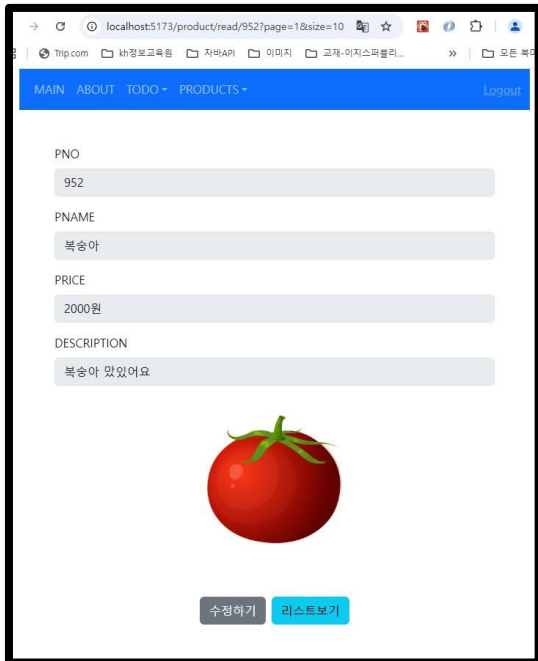 localhost:5173/product/read/952?page=1&size=10
Trip.com kh정보교육원 자바API 이미지 교재-이지스퍼블리... » 모든 북마
MAIN ABOUT TODO PRODUCTS Logout
PNO
952
PNAME
복숭아
PRICE
2000원
DESCRIPTION
복숭아 맜있어요
수정하기 리스트보기